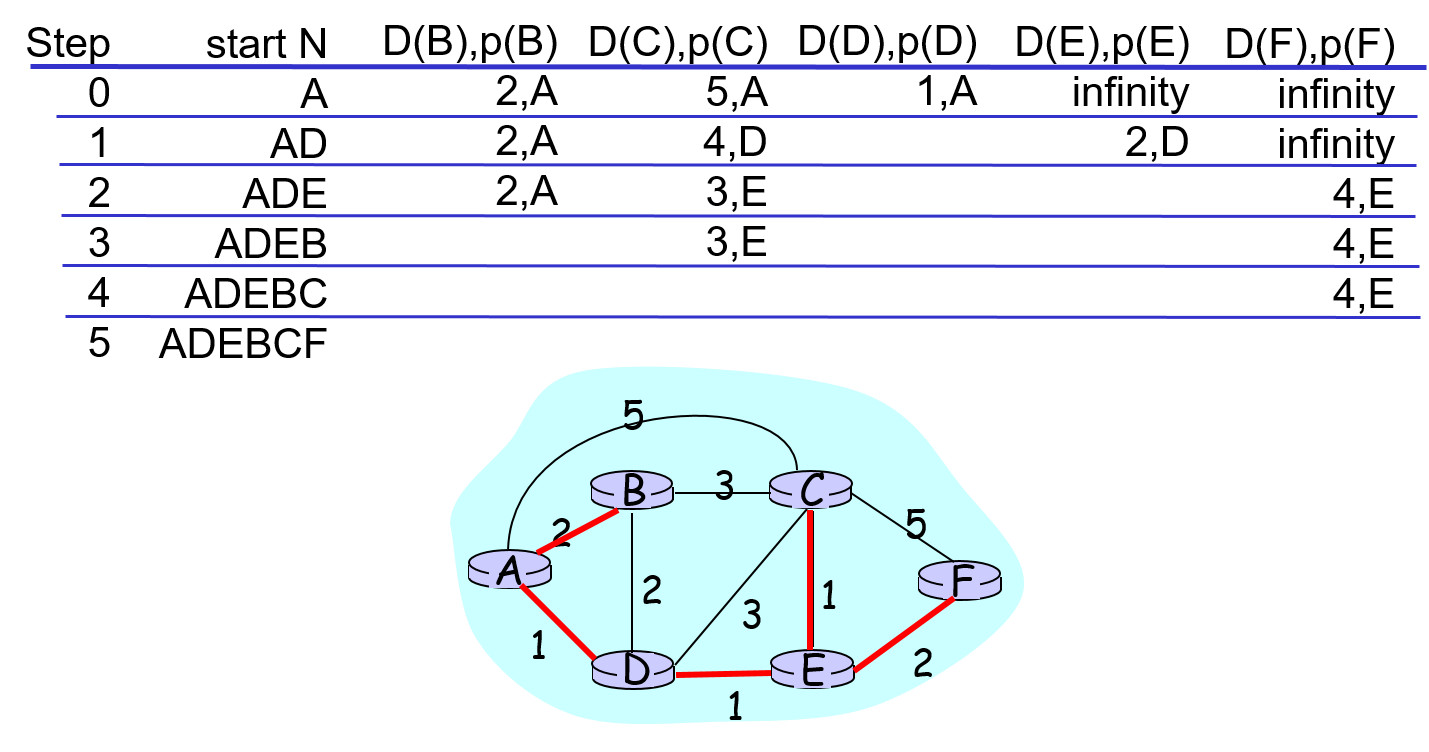 Step start N D(B),p(B) D(C),p(C) D(D),p(D) D(E),p(E) D(F),p(F)
0 A 2,A 5,A 1,A infinity infinity
1 AD 2,A 4,D 2,D infinity
2 ADE 2,A 3,E 4,E
3 ADEB 3,E 4,E
4 ADEBC 4,E
5 ADEBCF
5
B 3 C
2 5
A F
2 1
3
1 2
D E
1